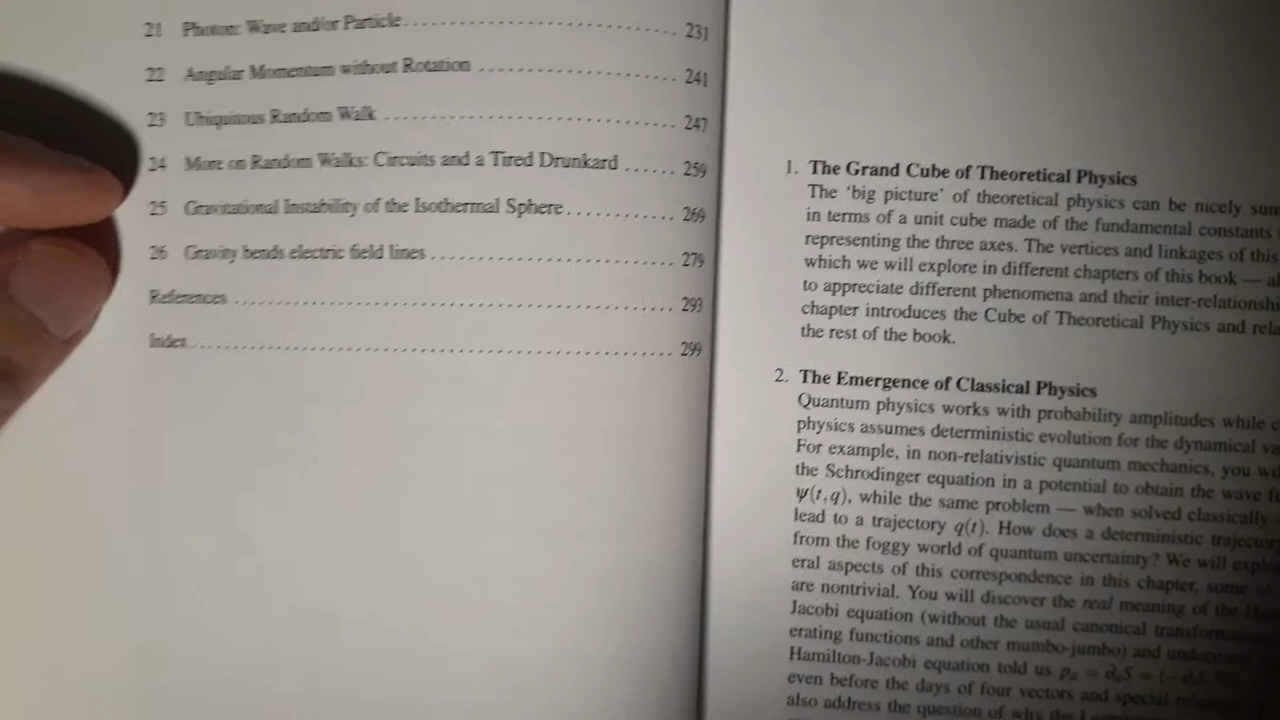 21 Photon: Wave and/or Particle 231
22 Angular Momentum without Rotation 241
23 Ubiquitous Random Walk 247
24 More on Random Walks: Circuits and a Tired Drunkard 259
25 Gravitational Instability of the Isothermal Sphere 269
26 Gravity bends electric field lines 279
References 293
Index 299
1. The Grand Cube of Theoretical Physics
The ‘big picture’ of theoretical physics can be nicely sum
in terms of a unit cube made of the fundamental constants
representing the three axes. The vertices and linkages of this
which we will explore in different chapters of this book — al
to appreciate different phenomena and their inter-relationshi
chapter introduces the Cube of Theoretical Physics and rela
the rest of the book.
2. The Emergence of Classical Physics
Quantum physics works with probability amplitudes while c
physics assumes deterministic evolution for the dynamical va
For example, in non-relativistic quantum mechanics, you wi
the Schrodinger equation in a potential to obtain the wave f
ψ(t,q), while the same problem — when solved classically
lead to a trajectory q(t). How does a deterministic trajector
from the foggy world of quantum uncertainty? We will expl
eral aspects of this correspondence in this chapter, some of
are nontrivial. You will discover the real meaning of the
Jacobi equation (without the usual canonical transformation
erating functions and other mumbo-jumbo) and understand
Hamilton-Jacobi equation told us pₐ = ∂ₐS = (−∂
even before the days of four vectors and special
also address the question of why the